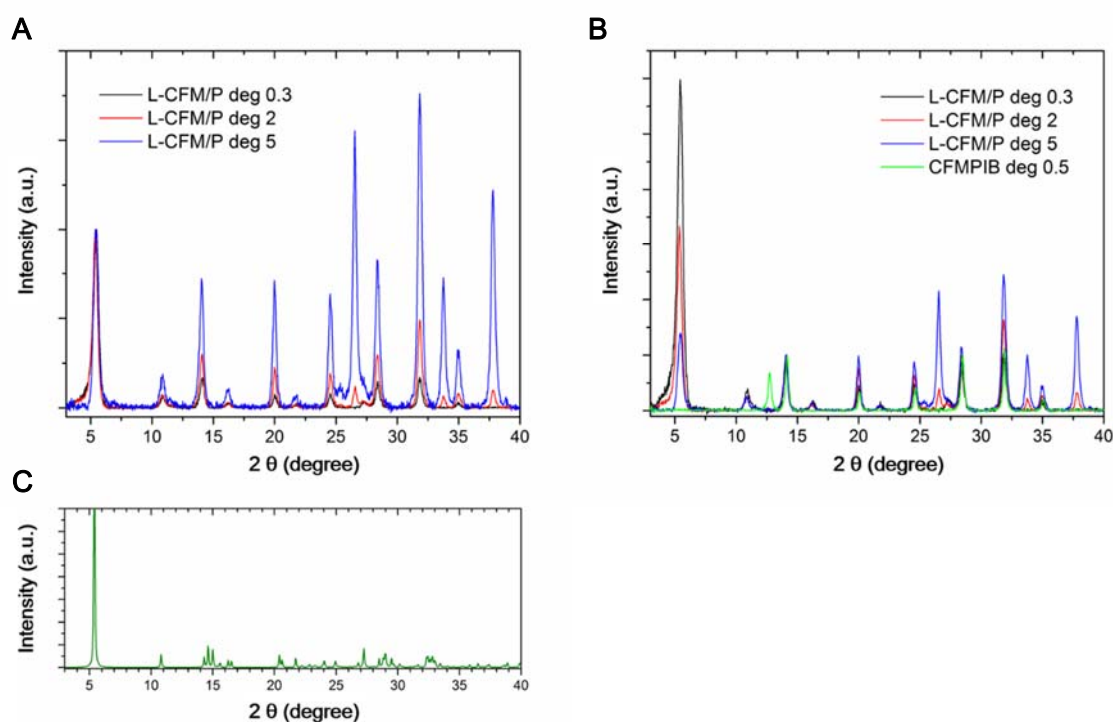 A
L-CFM/P deg 0.3
L-CFM/P deg 2
L-CFM/P deg 5
Intensity (a.u.)
5 10 15 20 25 30 35 40
2 θ (degree)
B
L-CFM/P deg 0.3
L-CFM/P deg 2
L-CFM/P deg 5
CFMPIB deg 0.5
Intensity (a.u.)
5 10 15 20 25 30 35 40
2 θ (degree)
C
Intensity (a.u.)
5 10 15 20 25 30 35 40
2 θ (degree)